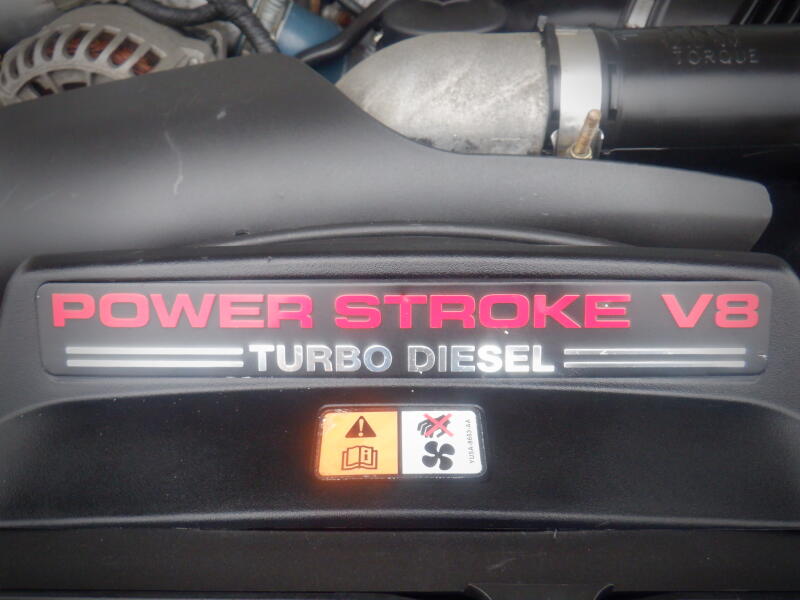 TORQUE
POWER STROKE V8
TURBO DIESEL